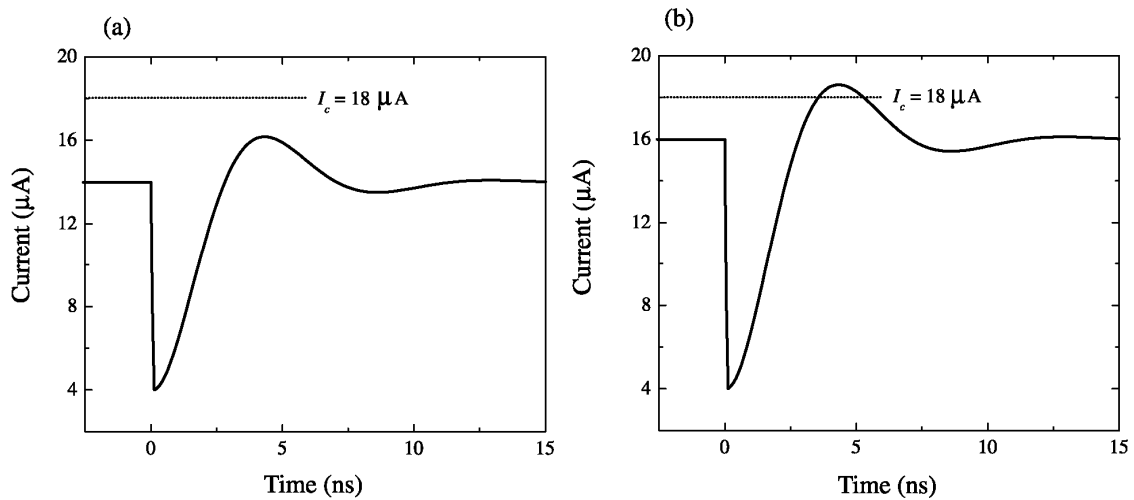 (a)
20
16
12
8
4
I_c = 18 μA
Current (μA)
0
5
10
15
Time (ns)
(b)
20
16
12
8
4
I_c = 18 μA
Current (μA)
0
5
10
15
Time (ns)